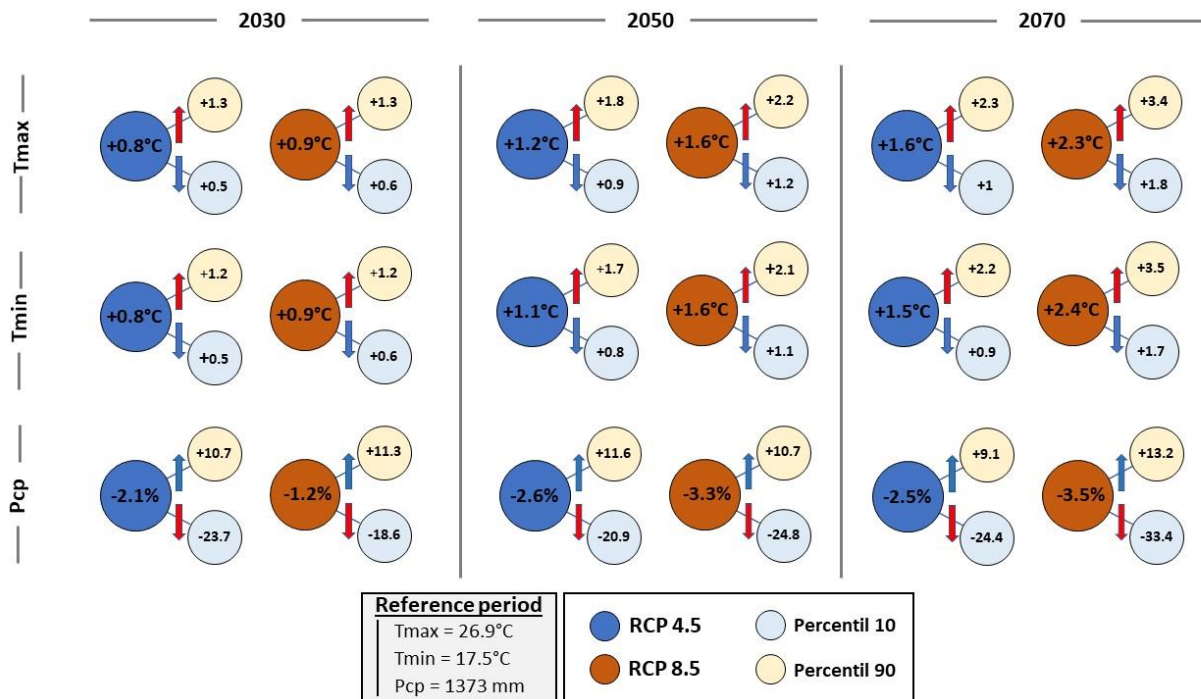 2030 2050 2070
Tmax
+0.8°C +1.3 +0.5
+0.9°C +1.3 +0.6
+1.2°C +1.8 +0.9
+1.6°C +2.2 +1.2
+1.6°C +2.3 +1
+2.3°C +3.4 +1.8
Tmin
+0.8°C +1.2 +0.5
+0.9°C +1.2 +0.6
+1.1°C +1.7 +0.8
+1.6°C +2.1 +1.1
+1.5°C +2.2 +0.9
+2.4°C +3.5 +1.7
Pcp
-2.1% +10.7 -23.7
-1.2% +11.3 -18.6
-2.6% +11.6 -20.9
-3.3% +10.7 -24.8
-2.5% +9.1 -24.4
-3.5% +13.2 -33.4
Reference period
Tmax = 26.9°C
Tmin = 17.5°C
Pcp = 1373 mm
RCP 4.5 Percentil 10
RCP 8.5 Percentil 90